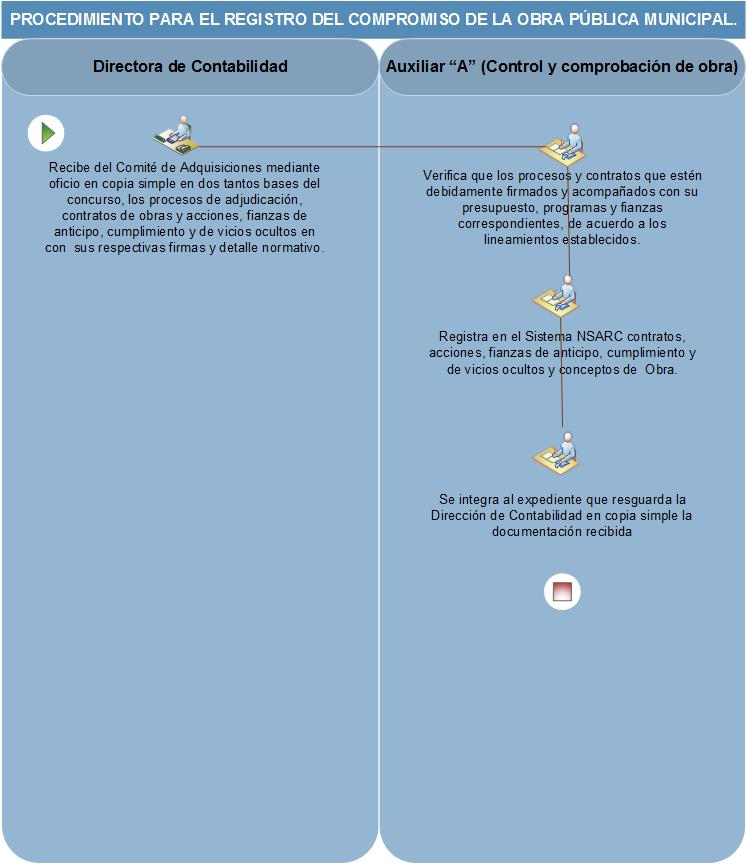 PROCEDIMIENTO PARA EL REGISTRO DEL COMPROMISO DE LA OBRA PÚBLICA MUNICIPAL.
Directora de Contabilidad
Recibe del Comité de Adquisiciones mediante
oficio en copia simple en dos tantos bases del
concurso, los procesos de adjudicación,
contratos de obras y acciones, fianzas de
anticipo, cumplimiento y de vicios ocultos en
con sus respectivas firmas y detalle normativo.
Auxiliar “A” (Control y comprobación de obra)
Verifica que los procesos y contratos que estén
debidamente firmados y acompañados con su
presupuesto, programas y fianzas
correspondientes, de acuerdo a los
lineamientos establecidos.
Registra en el Sistema NSARC contratos,
acciones, fianzas de anticipo, cumplimiento y
de vicios ocultos y conceptos de Obra.
Se integra al expediente que resguarda la
Dirección de Contabilidad en copia simple la
documentación recibida